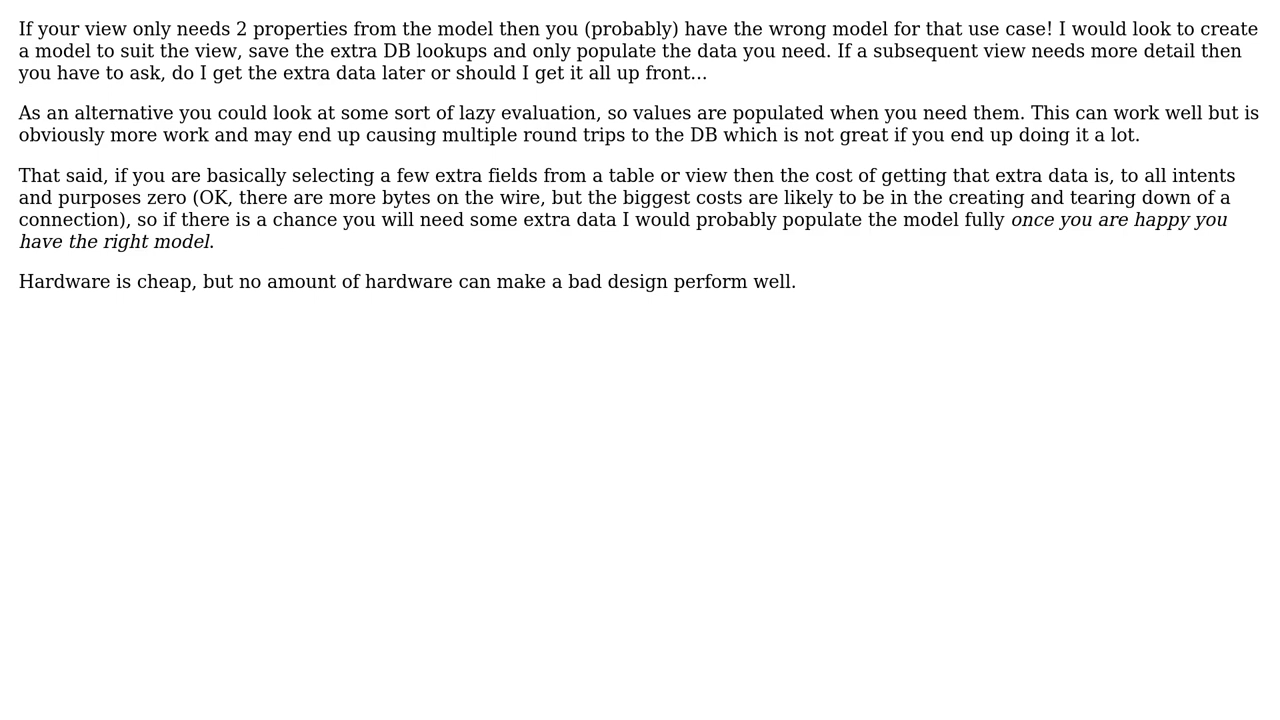 If your view only needs 2 properties from the model then you (probably) have the wrong model for that use case! I would look to create
a model to suit the view, save the extra DB lookups and only populate the data you need. If a subsequent view needs more detail then
you have to ask, do I get the extra data later or should I get it all up front...
As an alternative you could look at some sort of lazy evaluation, so values are populated when you need them. This can work well but is
obviously more work and may end up causing multiple round trips to the DB which is not great if you end up doing it a lot.
That said, if you are basically selecting a few extra fields from a table or view then the cost of getting that extra data is, to all intents
and purposes zero (OK, there are more bytes on the wire, but the biggest costs are likely to be in the creating and tearing down of a
connection), so if there is a chance you will need some extra data I would probably populate the model fully once you are happy you
have the right model.
Hardware is cheap, but no amount of hardware can make a bad design perform well.